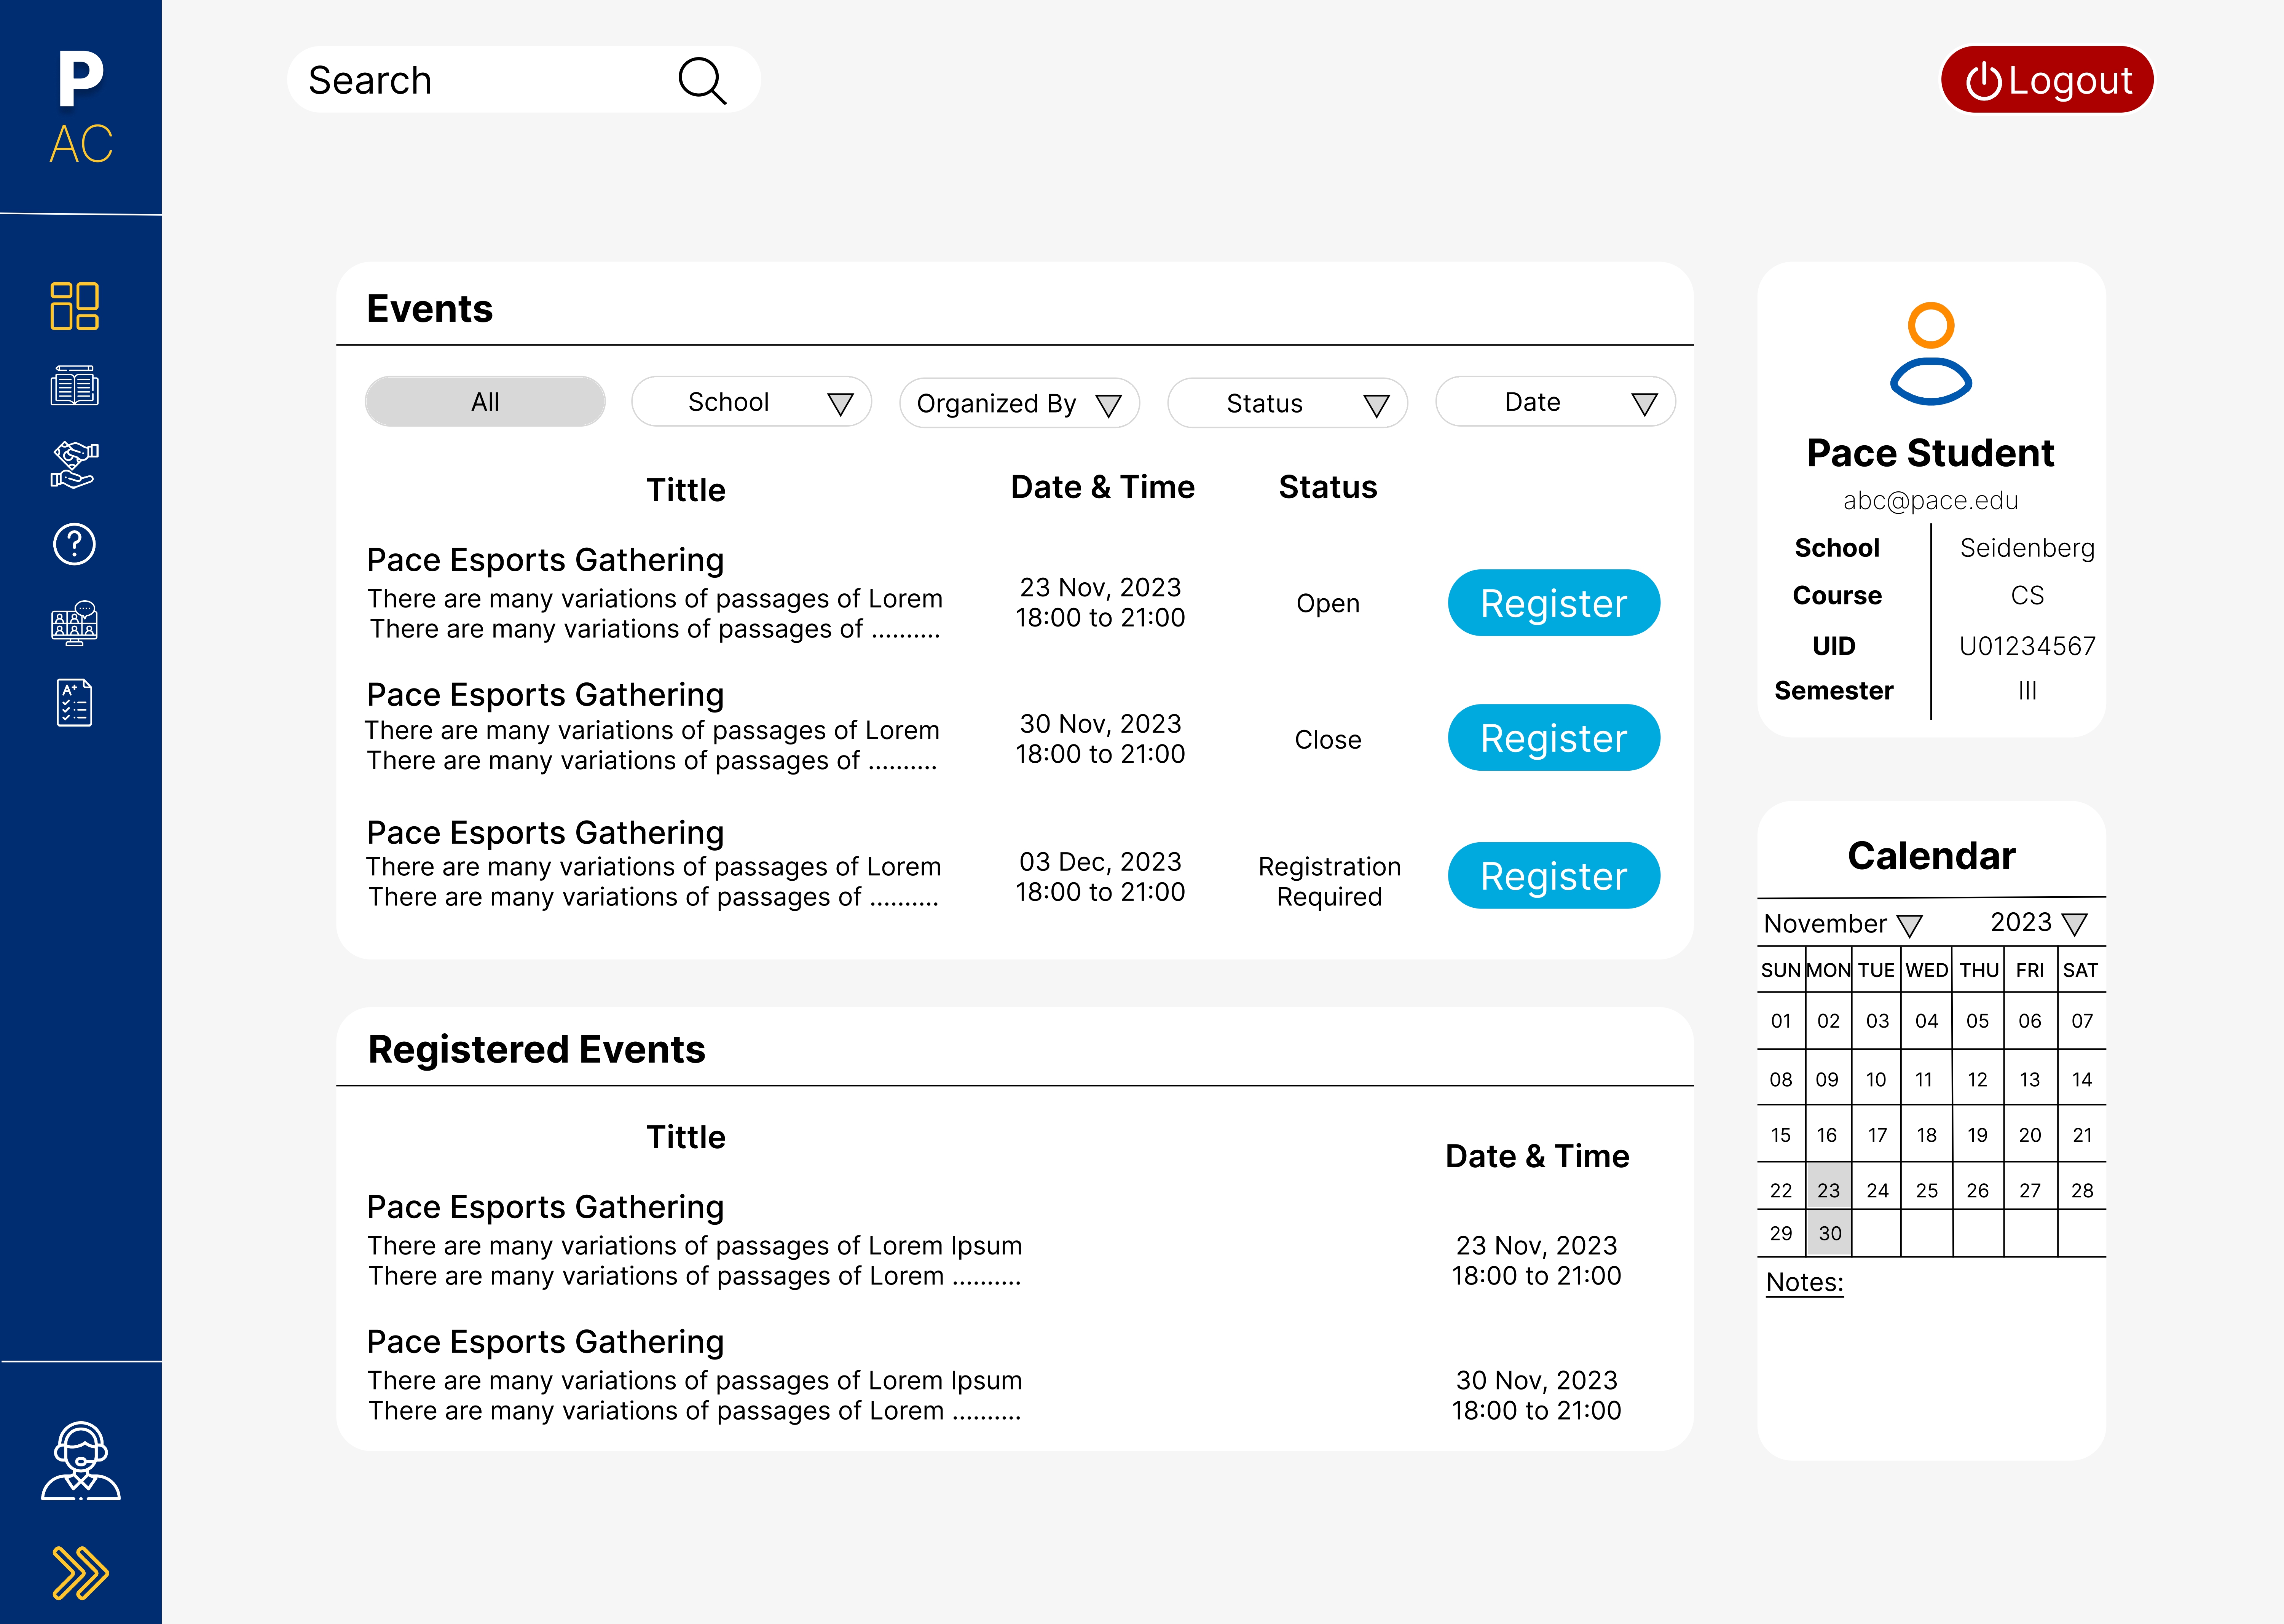 P
AC
Search
Logout
Events
All
School
Organized By
Status
Date
Tittle
Date & Time
Status
Pace Esports Gathering
There are many variations of passages of Lorem
There are many variations of passages of ..........
23 Nov, 2023
18:00 to 21:00
Open
Register
Pace Esports Gathering
There are many variations of passages of Lorem
There are many variations of passages of ..........
30 Nov, 2023
18:00 to 21:00
Close
Register
Pace Esports Gathering
There are many variations of passages of Lorem
There are many variations of passages of ..........
03 Dec, 2023
18:00 to 21:00
Registration
Required
Register
Registered Events
Tittle
Date & Time
Pace Esports Gathering
There are many variations of passages of Lorem Ipsum
There are many variations of passages of Lorem ..........
23 Nov, 2023
18:00 to 21:00
Pace Esports Gathering
There are many variations of passages of Lorem Ipsum
There are many variations of passages of Lorem ..........
30 Nov, 2023
18:00 to 21:00
Pace Student
abc@pace.edu
School Seidenberg
Course CS
UID U01234567
Semester III
Calendar
November 2023
SUN MON TUE WED THU FRI SAT
01 02 03 04 05 06 07
08 09 10 11 12 13 14
15 16 17 18 19 20 21
22 23 24 25 26 27 28
29 30
Notes:
A+